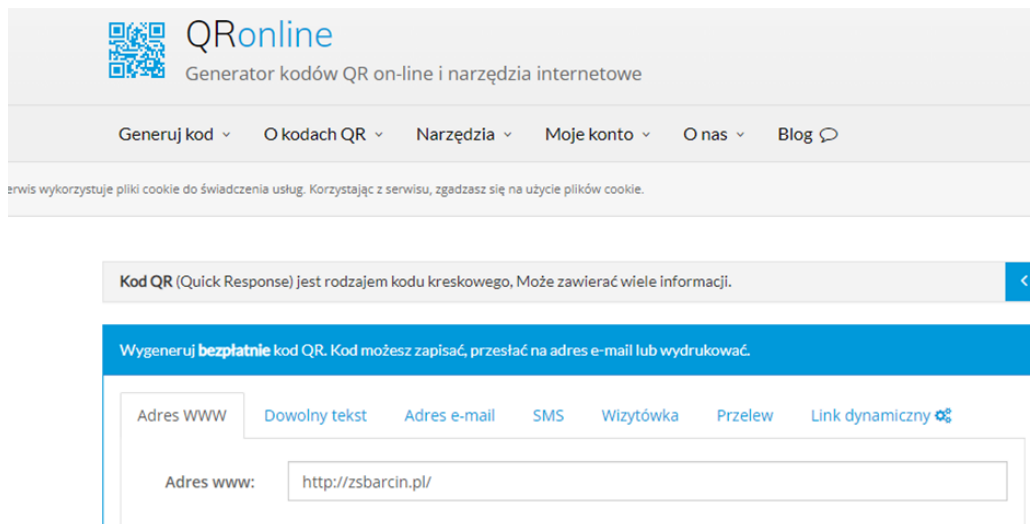 QRonline
Generator kodów QR on-line i narzędzia internetowe
Generuj kod O kodach QR Narzędzia Moje konto O nas Blog
wykorzystuje pliki cookie do świadczenia usług. Korzystając z serwisu, zgadzasz się na użycie plików cookie.
Kod QR (Quick Response) jest rodzajem kodu kreskowego, Może zawierać wiele informacji.
Wygeneruj bezpłatnie kod QR. Kod możesz zapisać, przesłać na adres e-mail lub wydrukować.
Adres WWW Dowolny tekst Adres e-mail SMS Wizytówka Przelew Link dynamiczny
Adres www: http://zsbarcin.pl/